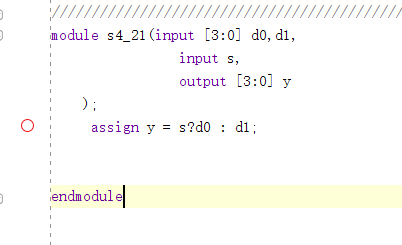 ////////////////////////////////////////////
module s4_21(input [3:0] d0,d1,
input s,
output [3:0] y
);
assign y = s?d0 : d1;
endmodule